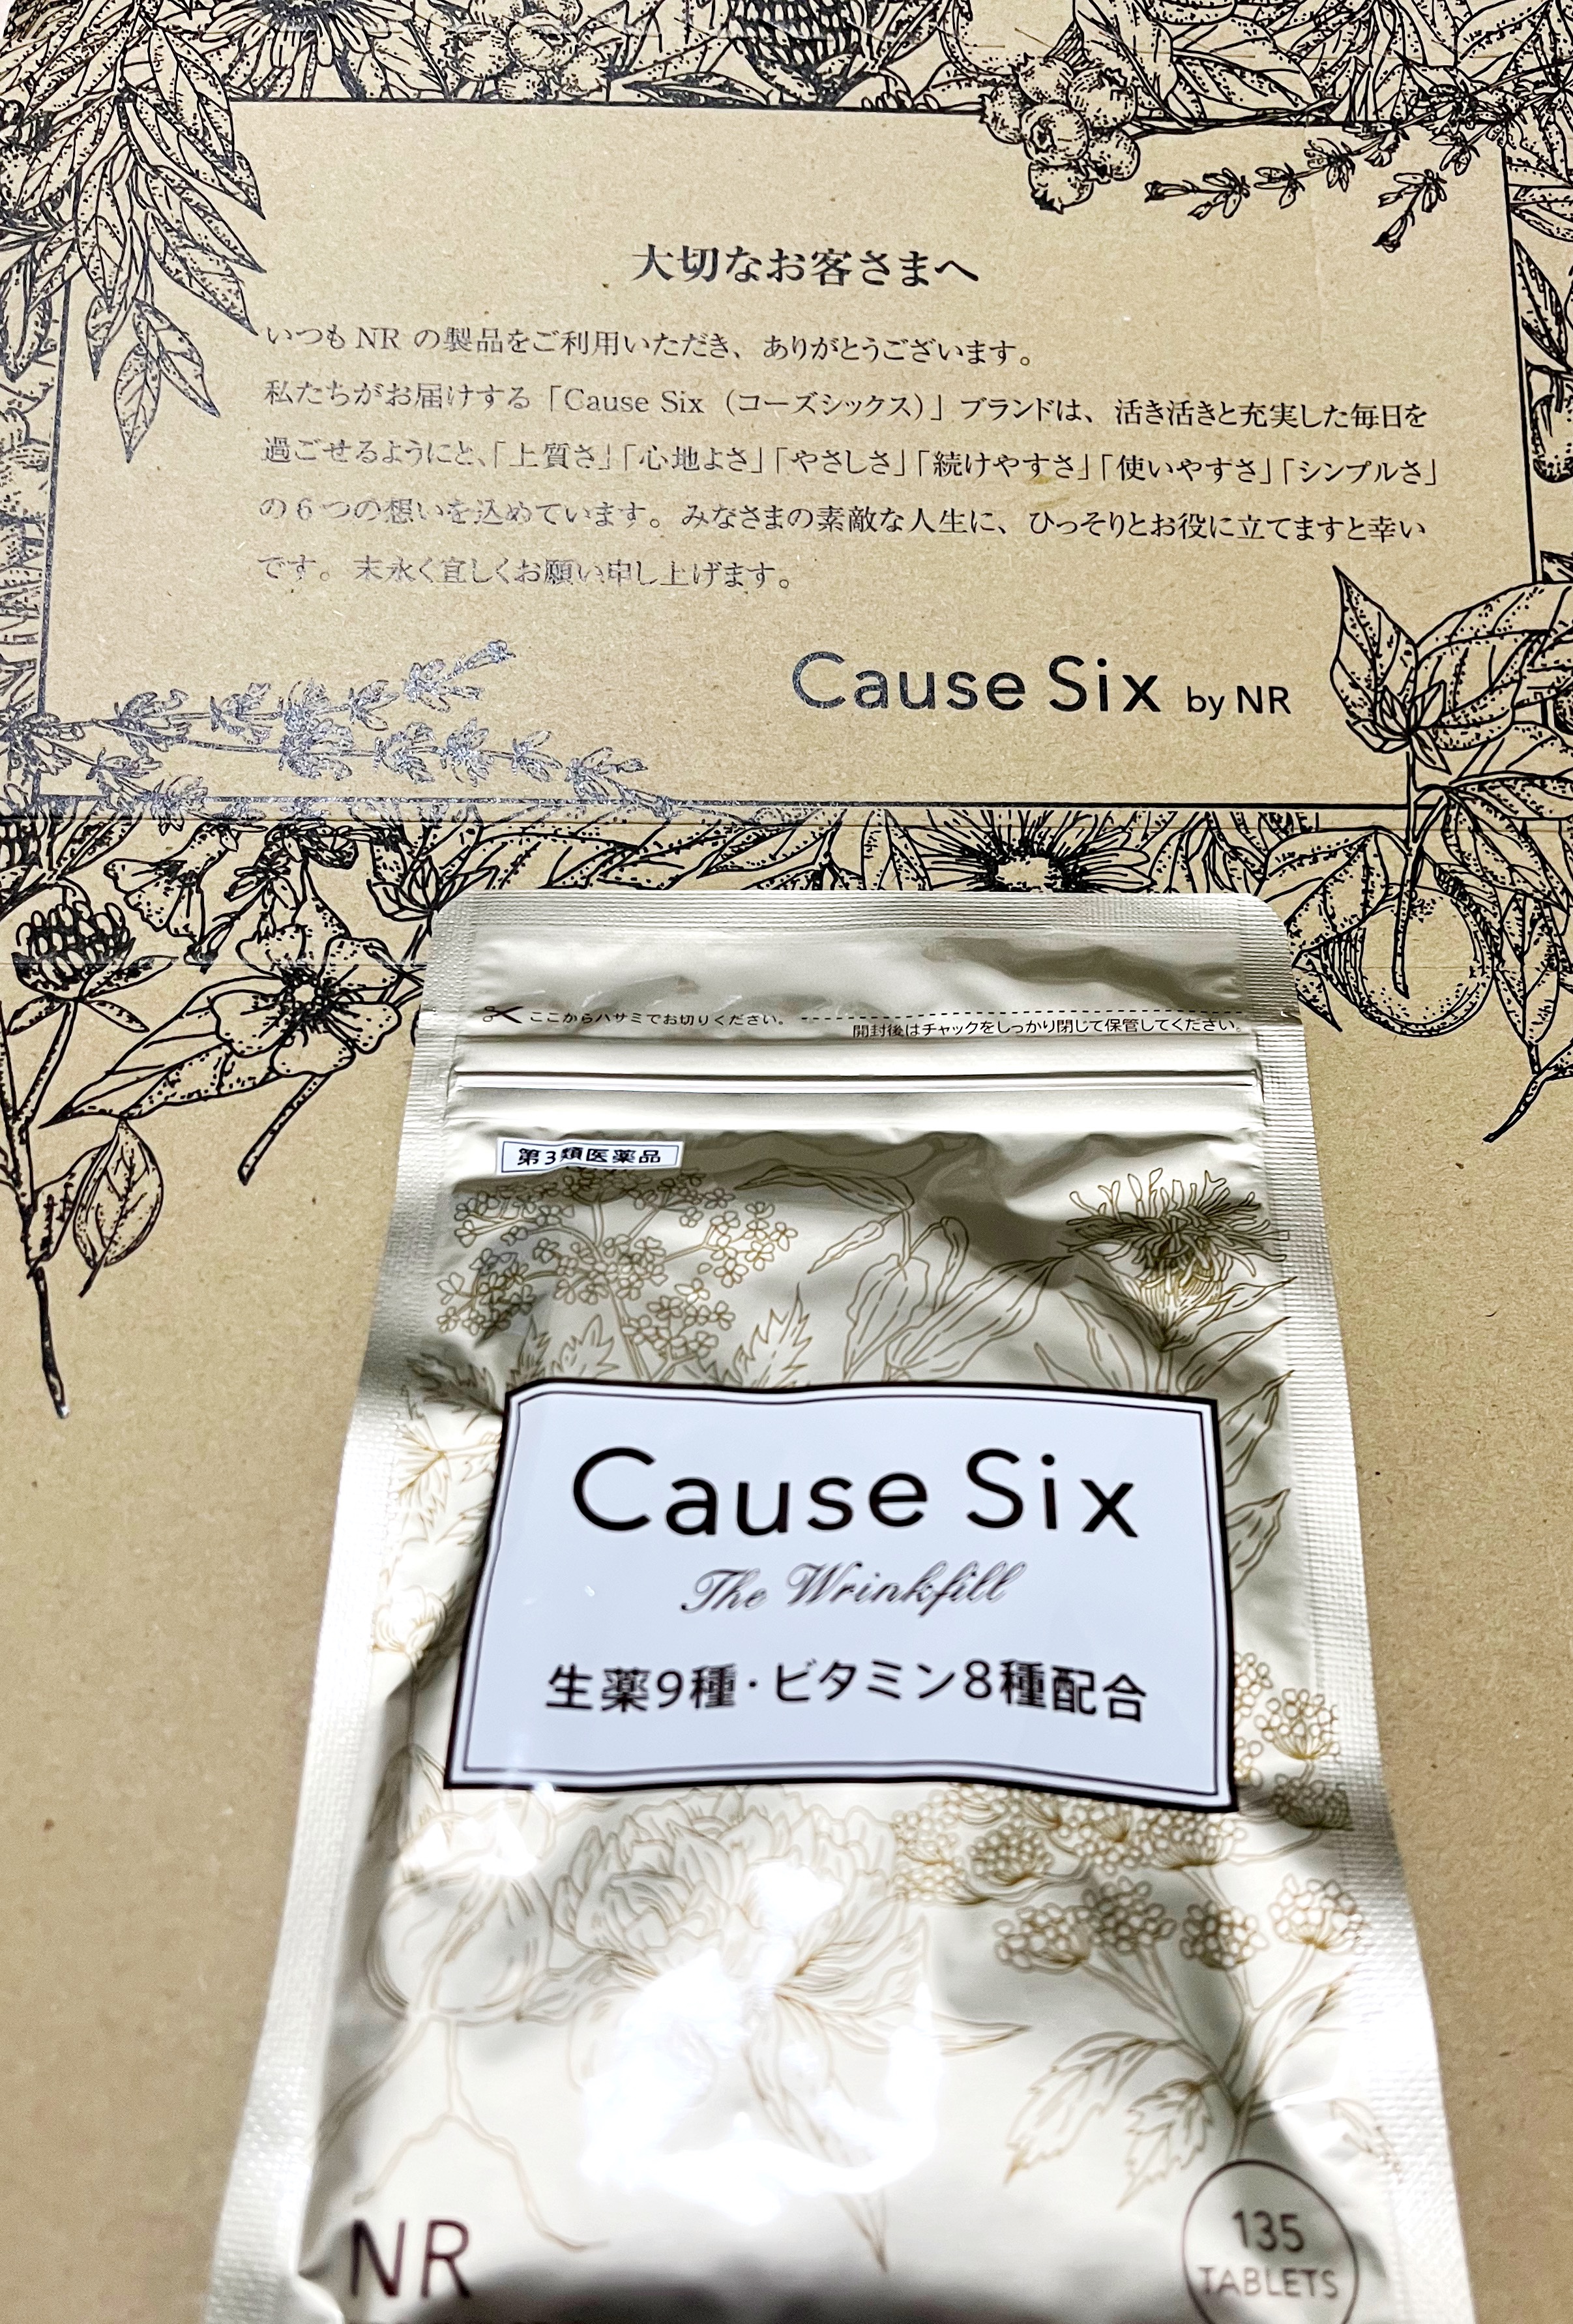 大切なお客さまへ
いつも NR の製品をご利用いただき、ありがとうございます。
私たちがお届けする「Cause Six（コーズシックス）」ブランドは、活き活きと充実した毎日を
過ごせるようにと、「上質さ」「心地よさ」「やさしさ」「続けやすさ」「使いやすさ」「シンプルさ」
の6つの想いを込めています。みなさまの素敵な人生に、ひっそりとお役に立てますと幸い
です。末永く宜しくお願い申し上げます。
Cause Six by NR
ここからハサミでお切りください。
開封後はチャックをしっかり閉じて保管してください。
第3類医薬品
Cause Six
The Wrinkfill
生薬9種・ビタミン8種配合
NR
135
TABLETS